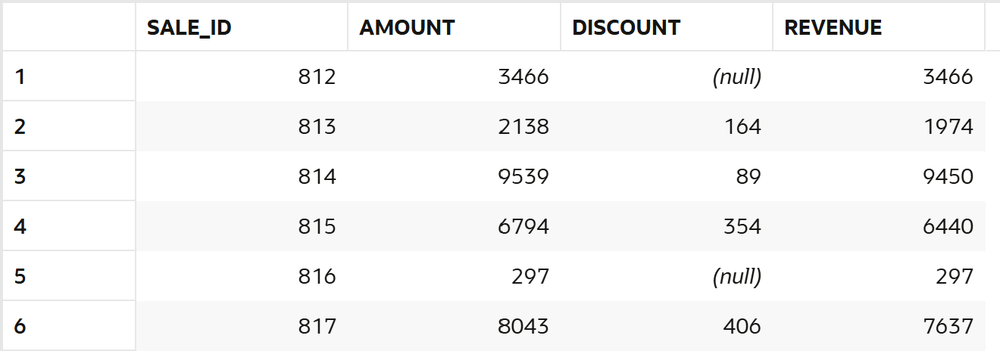 SALE_ID AMOUNT DISCOUNT REVENUE
1 812 3466 (null) 3466
2 813 2138 164 1974
3 814 9539 89 9450
4 815 6794 354 6440
5 816 297 (null) 297
6 817 8043 406 7637